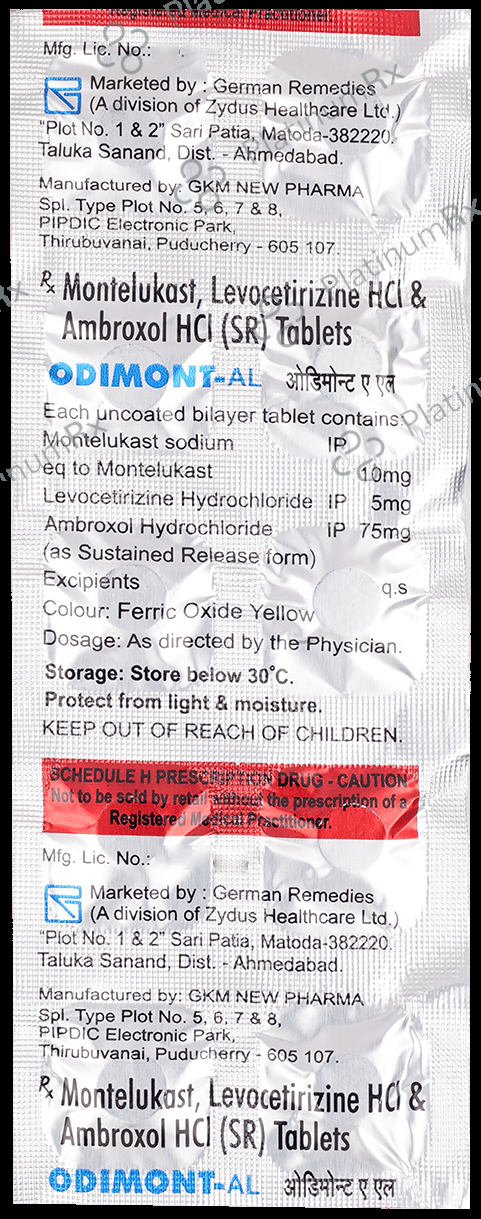 Registered Medical Practitioner.
Mfg. Lic. No.:
Marketed by : German Remedies
(A division of Zydus Healthcare Ltd.)
"Plot No. 1 & 2" Sari Patia, Matoda-382220.
Taluka Sanand, Dist. - Ahmedabad.
Manufactured by: GKM NEW PHARMA
Spl. Type Plot No. 5, 6, 7 & 8,
PIPDIC Electronic Park,
Thirubuvanai, Puducherry - 605 107.
Rx Montelukast, Levocetirizine HCl &
Ambroxol HCl (SR) Tablets
ODIMONT-AL ओडिमोन्ट ए एल
Each uncoated bilayer tablet contains:
Montelukast sodium IP
eq to Montelukast 10mg
Levocetirizine Hydrochloride IP 5mg
Ambroxol Hydrochloride IP 75mg
(as Sustained Release form)
Excipients q.s
Colour: Ferric Oxide Yellow
Dosage: As directed by the Physician.
Storage: Store below 30°C.
Protect from light & moisture.
KEEP OUT OF REACH OF CHILDREN.
SCHEDULE H PRESCRIPTION DRUG - CAUTION
Not to be sold by retail without the prescription of a
Registered Medical Practitioner.
Mfg. Lic. No.:
Marketed by : German Remedies
(A division of Zydus Healthcare Ltd.)
"Plot No. 1 & 2" Sari Patia, Matoda-382220.
Taluka Sanand, Dist. - Ahmedabad.
Manufactured by: GKM NEW PHARMA
Spl. Type Plot No. 5, 6, 7 & 8,
PIPDIC Electronic Park,
Thirubuvanai, Puducherry - 605 107.
Rx Montelukast, Levocetirizine HCl &
Ambroxol HCl (SR) Tablets
ODIMONT-AL ओडिमोन्ट ए एल
PlatinumRx
PlatinumRx